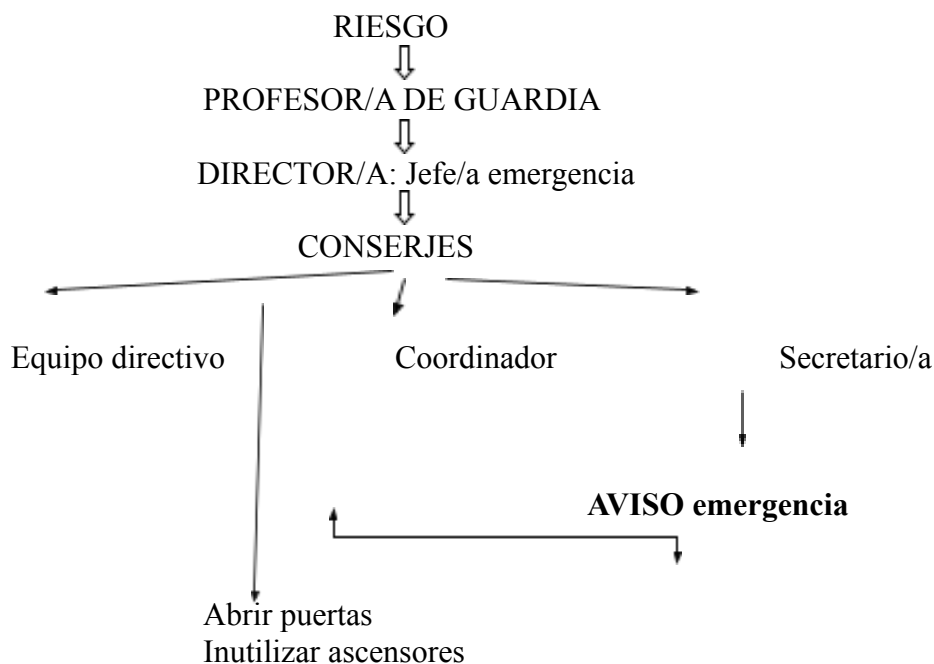 RIESGO
PROFESOR/A DE GUARDIA
DIRECTOR/A: Jefe/a emergencia
CONSERJES
Equipo directivo Coordinador Secretario/a
AVISO emergencia
Abrir puertas
Inutilizar ascensores